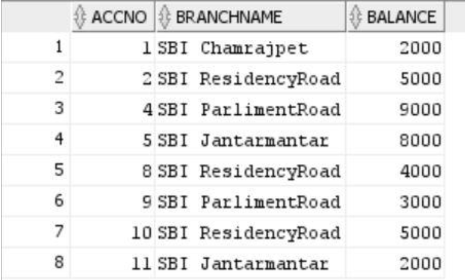 ACCNO BRANCHNAME BALANCE
1 1 SBI Chamrajpet 2000
2 2 SBI ResidencyRoad 5000
3 4 SBI ParlimentRoad 9000
4 5 SBI Jantarmantar 8000
5 8 SBI ResidencyRoad 4000
6 9 SBI ParlimentRoad 3000
7 10 SBI ResidencyRoad 5000
8 11 SBI Jantarmantar 2000